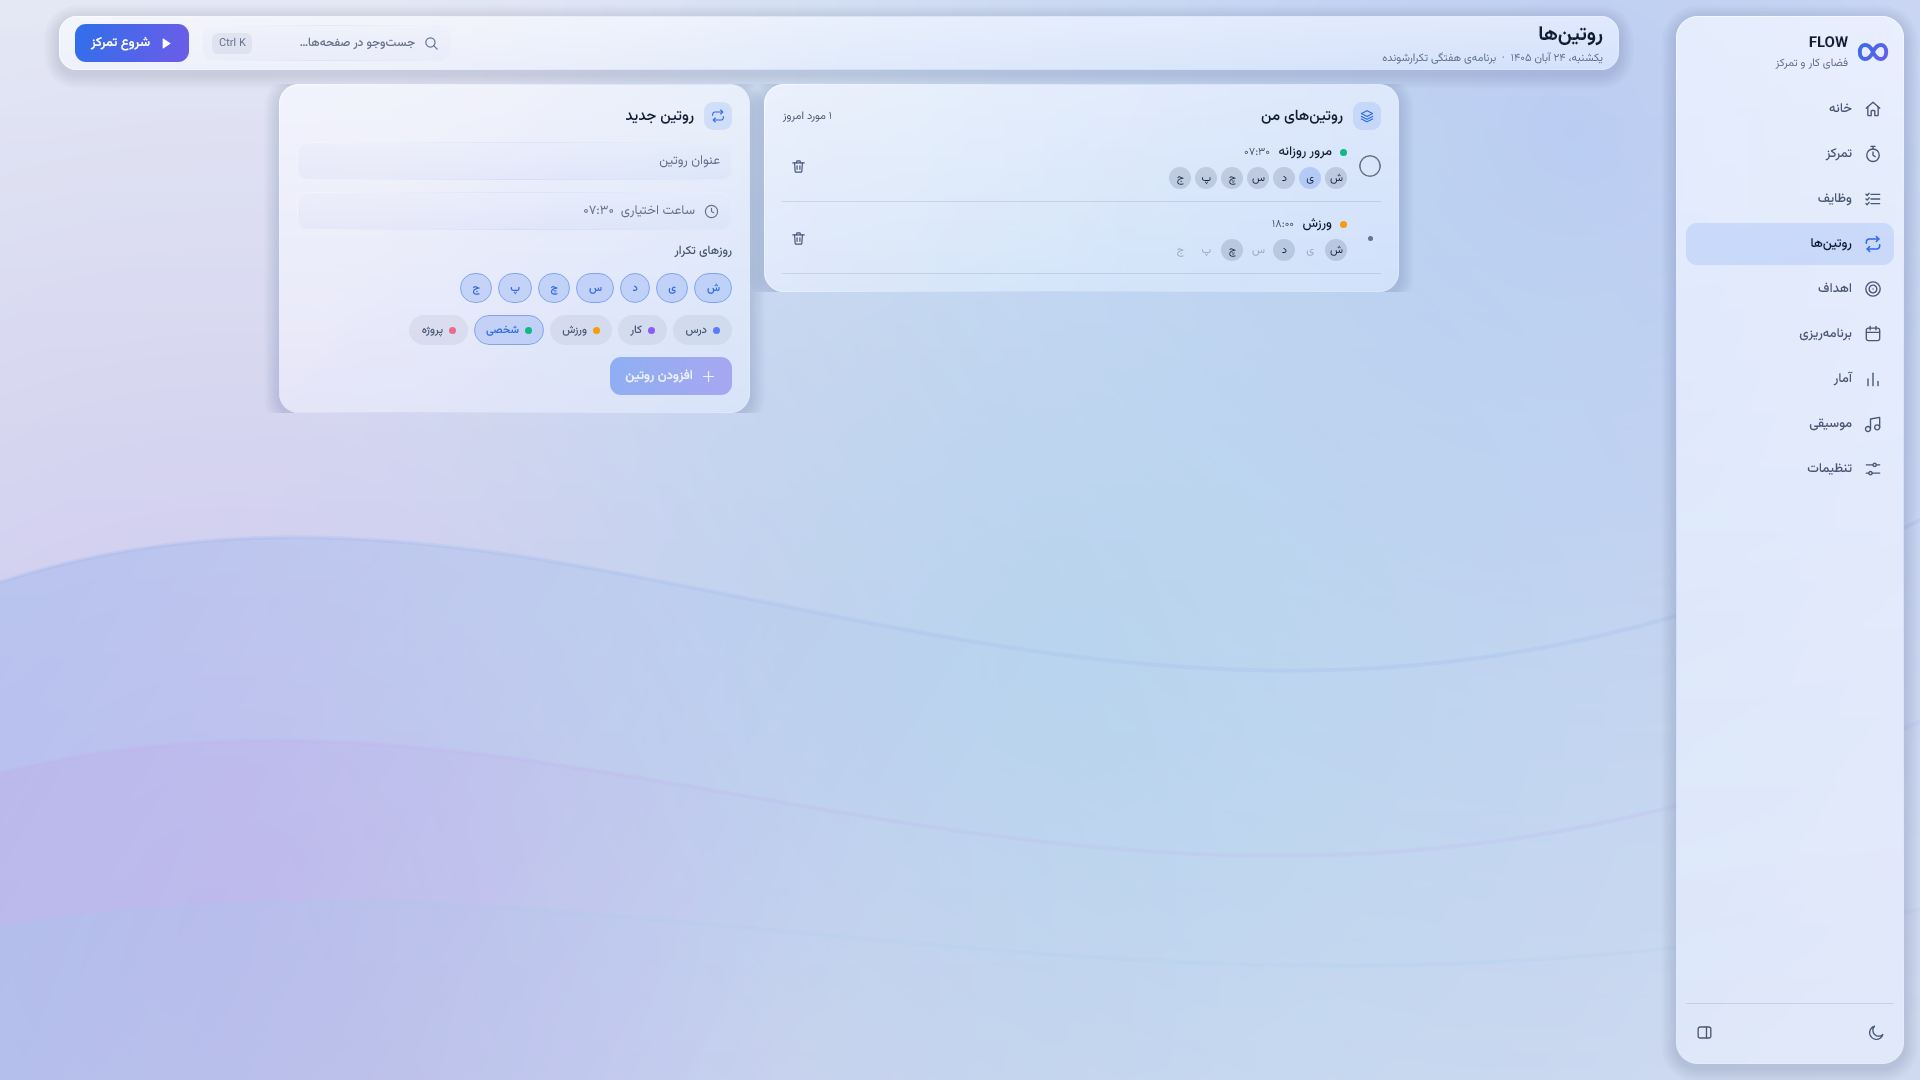 FLOW
فضای کار و تمرکز
خانه
تمرکز
وظایف
روتین‌ها
اهداف
برنامه‌ریزی
آمار
موسیقی
تنظیمات
روتین‌ها
یکشنبه، ۲۴ آبان ۱۴۰۵ · برنامه‌ی هفتگی تکرارشونده
جست‌وجو در صفحه‌ها…
Ctrl K
شروع تمرکز
روتین‌های من
۱ مورد امروز
مرور روزانه ۰۷:۳۰
ش ی د س چ پ ج
ورزش ۱۸:۰۰
ش ی د س چ پ ج
روتین جدید
عنوان روتین
ساعت اختیاری ۰۷:۳۰
روزهای تکرار
ش ی د س چ پ ج
درس کار ورزش شخصی پروژه
افزودن روتین